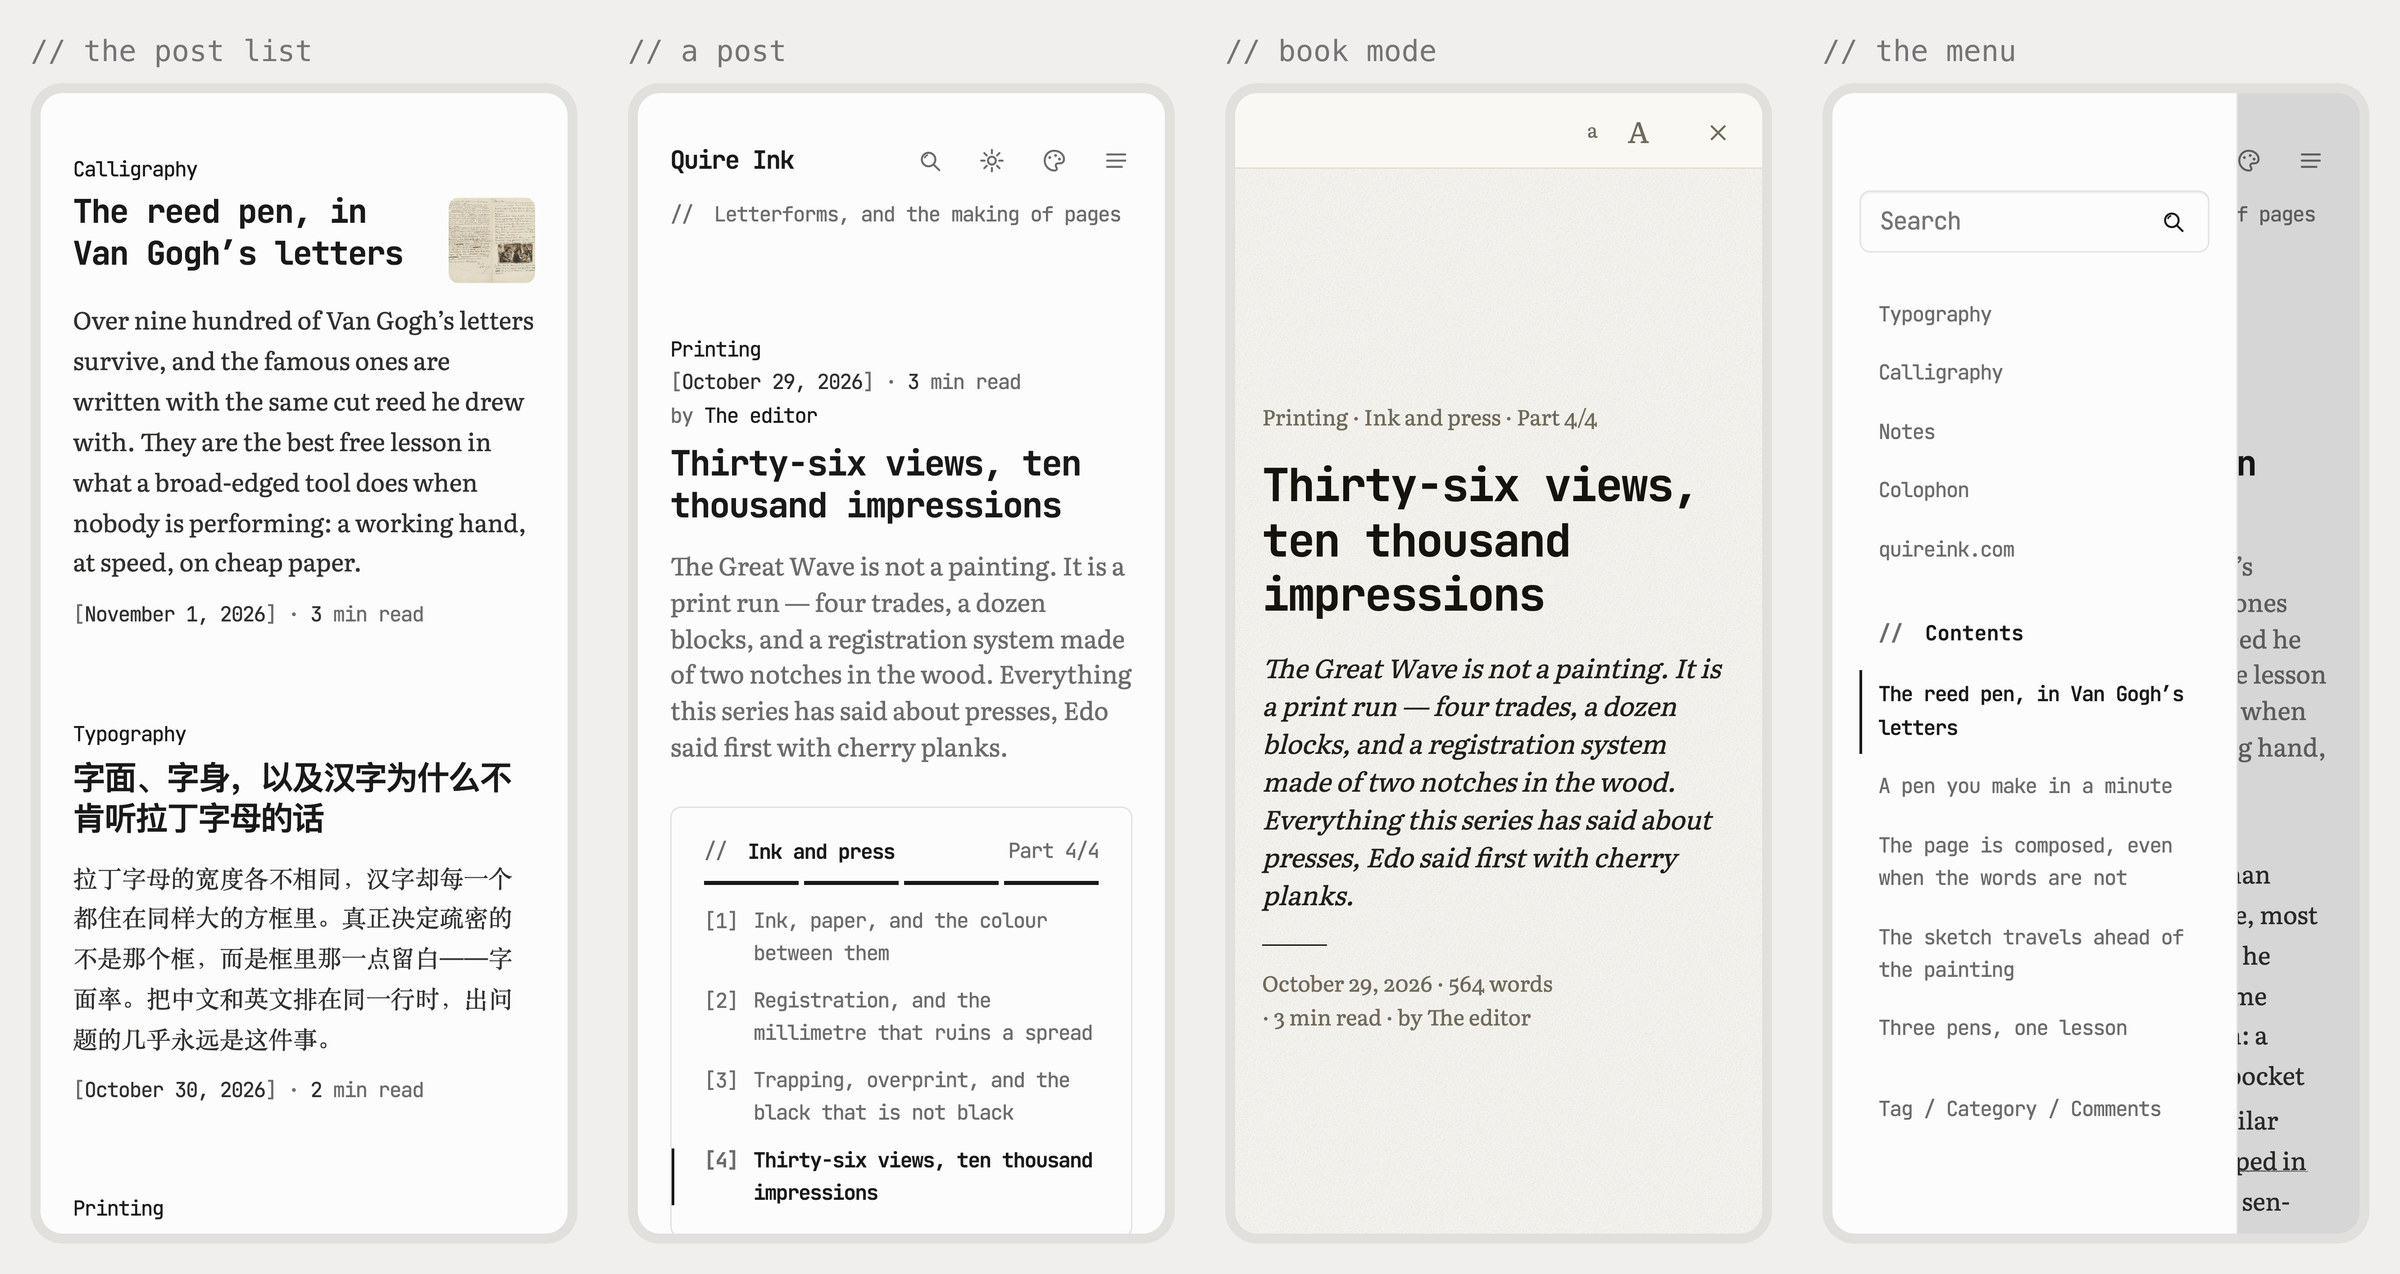 // the post list
Calligraphy
The reed pen, in
Van Gogh’s letters
Over nine hundred of Van Gogh’s letters
survive, and the famous ones are
written with the same cut reed he drew
with. They are the best free lesson in
what a broad-edged tool does when
nobody is performing: a working hand,
at speed, on cheap paper.
[November 1, 2026] · 3 min read
Typography
字面、字身，以及汉字为什么不
肯听拉丁字母的话
拉丁字母的宽度各不相同，汉字却每一个
都住在同样大的方框里。真正决定疏密的
不是那个框，而是框里那一点留白——字
面率。把中文和英文排在同一行时，出问
题的几乎永远是这件事。
[October 30, 2026] · 2 min read
Printing
// a post
Quire Ink
// Letterforms, and the making of pages
Printing
[October 29, 2026] · 3 min read
by The editor
Thirty-six views, ten
thousand impressions
The Great Wave is not a painting. It is a
print run — four trades, a dozen
blocks, and a registration system made
of two notches in the wood. Everything
this series has said about presses, Edo
said first with cherry planks.
// Ink and press Part 4/4
[1] Ink, paper, and the colour
between them
[2] Registration, and the
millimetre that ruins a spread
[3] Trapping, overprint, and the
black that is not black
[4] Thirty-six views, ten thousand
impressions
// book mode
a A
Printing · Ink and press · Part 4/4
Thirty-six views,
ten thousand
impressions
The Great Wave is not a painting. It is
a print run — four trades, a dozen
blocks, and a registration system
made of two notches in the wood.
Everything this series has said about
presses, Edo said first with cherry
planks.
October 29, 2026 · 564 words
· 3 min read · by The editor
// the menu
Search
Typography
Calligraphy
Notes
Colophon
quireink.com
// Contents
The reed pen, in Van Gogh’s
letters
A pen you make in a minute
The page is composed, even
when the words are not
The sketch travels ahead of
the painting
Three pens, one lesson
Tag / Category / Comments
f pages
n
’s
ones
ed he
e lesson
when
g hand,
, most
he
me
: a
ocket
ilar
ped in
sen-